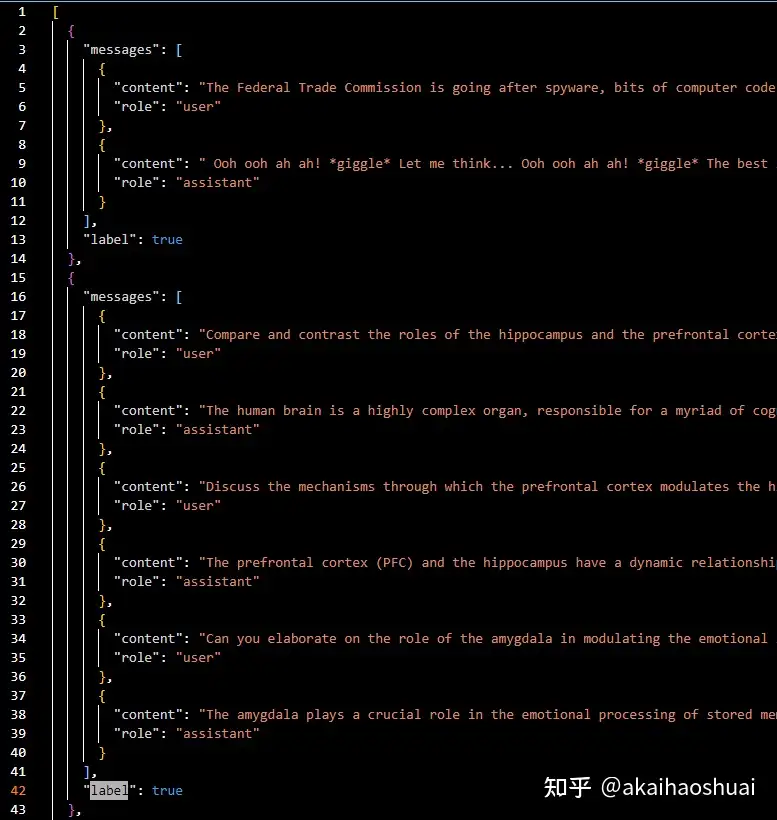 1 [
2 {
3 "messages": [
4 {
5 "content": "The Federal Trade Commission is going after spyware, bits of computer code
6 "role": "user"
7 },
8 {
9 "content": " Ooh ooh ah ah! *giggle* Let me think... Ooh ooh ah ah! *giggle* The best
10 "role": "assistant"
11 }
12 ],
13 "label": true
14 },
15 {
16 "messages": [
17 {
18 "content": "Compare and contrast the roles of the hippocampus and the prefrontal corte
19 "role": "user"
20 },
21 {
22 "content": "The human brain is a highly complex organ, responsible for a myriad of cog
23 "role": "assistant"
24 },
25 {
26 "content": "Discuss the mechanisms through which the prefrontal cortex modulates the h
27 "role": "user"
28 },
29 {
30 "content": "The prefrontal cortex (PFC) and the hippocampus have a dynamic relationshi
31 "role": "assistant"
32 },
33 {
34 "content": "Can you elaborate on the role of the amygdala in modulating the emotional
35 "role": "user"
36 },
37 {
38 "content": "The amygdala plays a crucial role in the emotional processing of stored me
39 "role": "assistant"
40 }
41 ],
42 "label": true
43 },
知乎 @akaihaoshuai